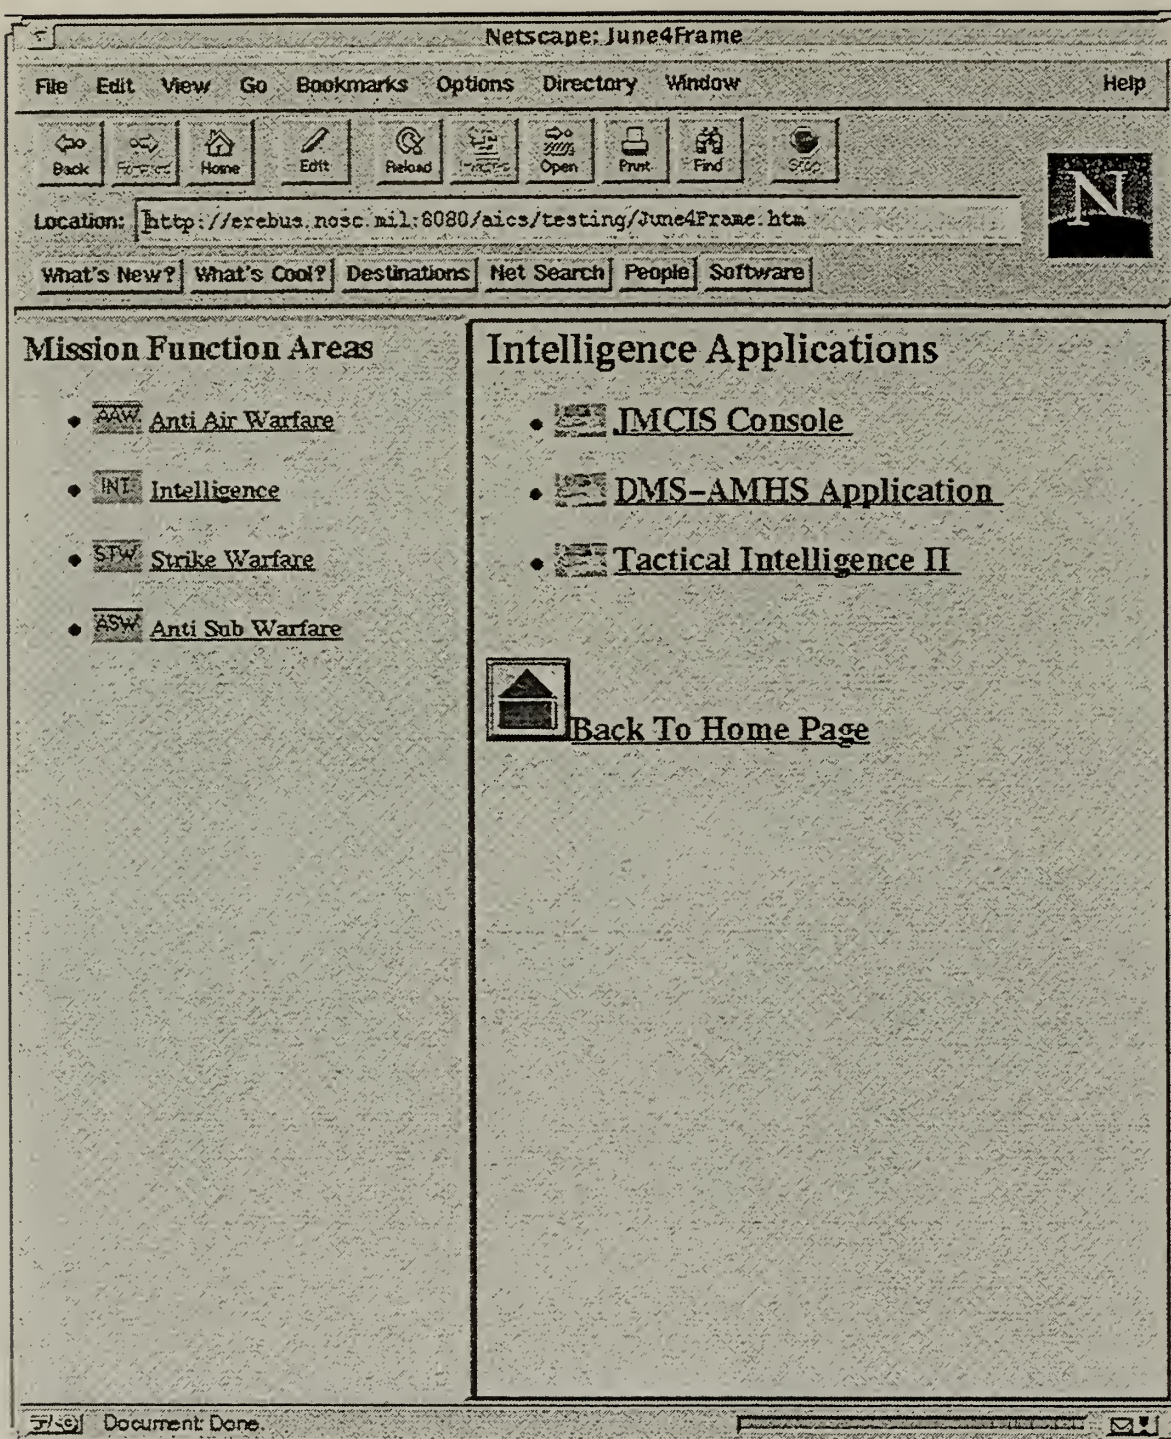 Netscape: June4Frame
File Edit View Go Bookmarks Options Directory Window Help
Back Forward Home Edit Reload Images Open Print Find Stop
Location: http://erebus.nosc.mil:8080/aics/testing/June4Frame.htm
N
What's New? What's Cool? Destinations Net Search People Software
Mission Function Areas
AAW Anti Air Warfare
INT Intelligence
STW Strike Warfare
ASW Anti Sub Warfare
Intelligence Applications
JMCIS Console
DMS-AMHS Application
Tactical Intelligence II
Back To Home Page
Document: Done.